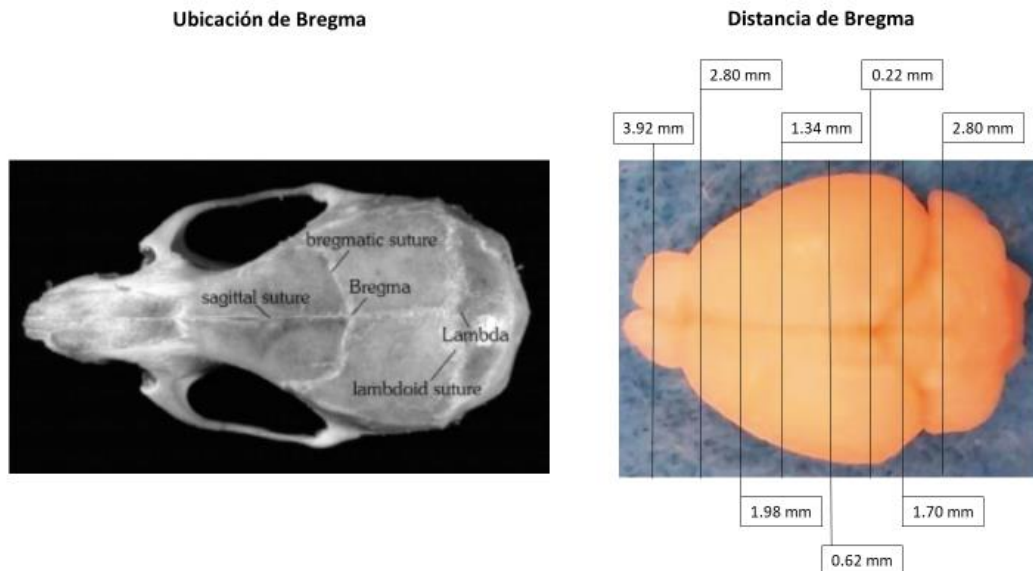 Ubicación de Bregma
Distancia de Bregma
2.80 mm
0.22 mm
3.92 mm
1.34 mm
2.80 mm
bregmatic suture
Bregma
sagittal suture
Lambda
lambdoid suture
1.98 mm
1.70 mm
0.62 mm